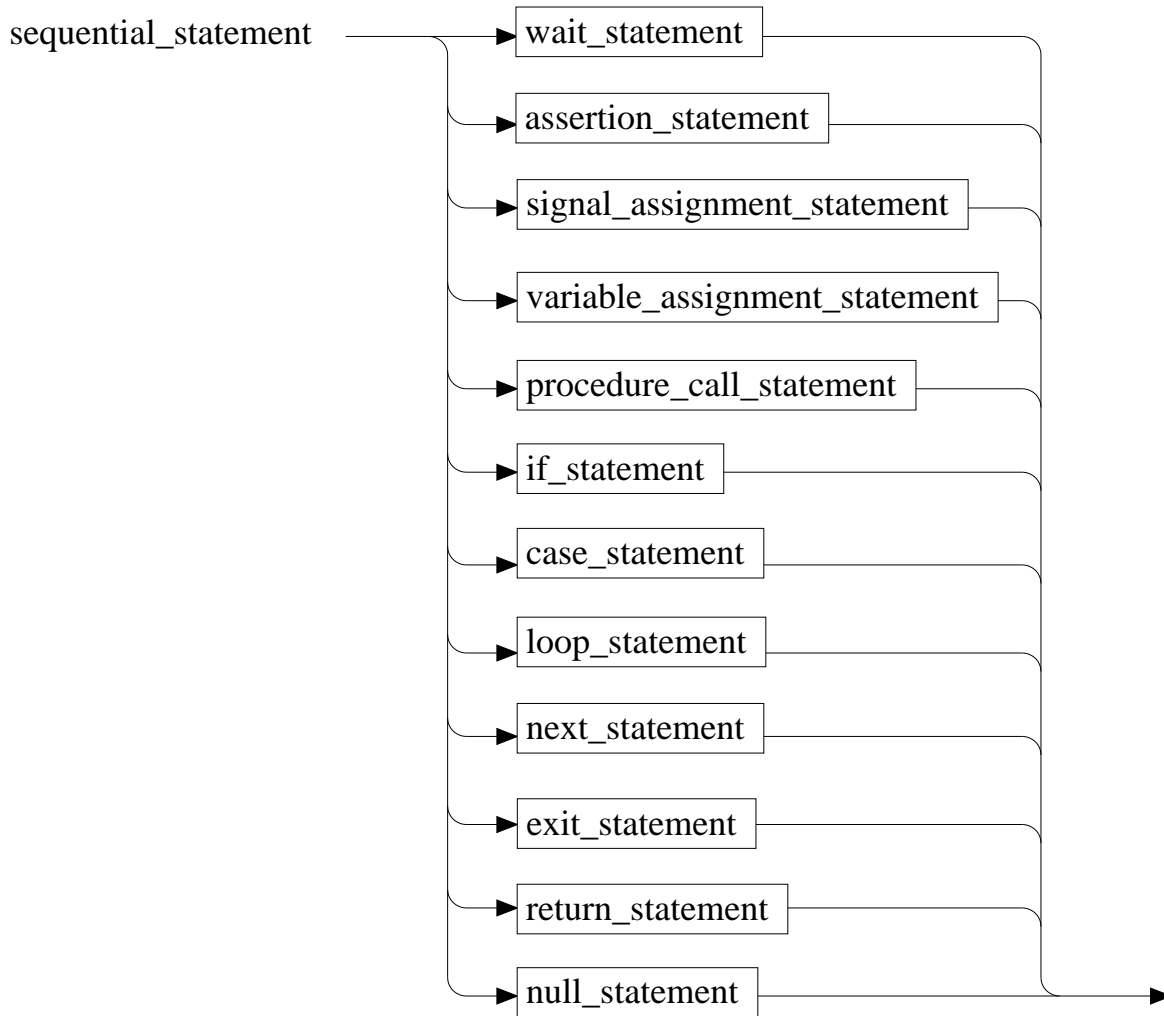 sequential_statement
wait_statement
assertion_statement
signal_assignment_statement
variable_assignment_statement
procedure_call_statement
if_statement
case_statement
loop_statement
next_statement
exit_statement
return_statement
null_statement